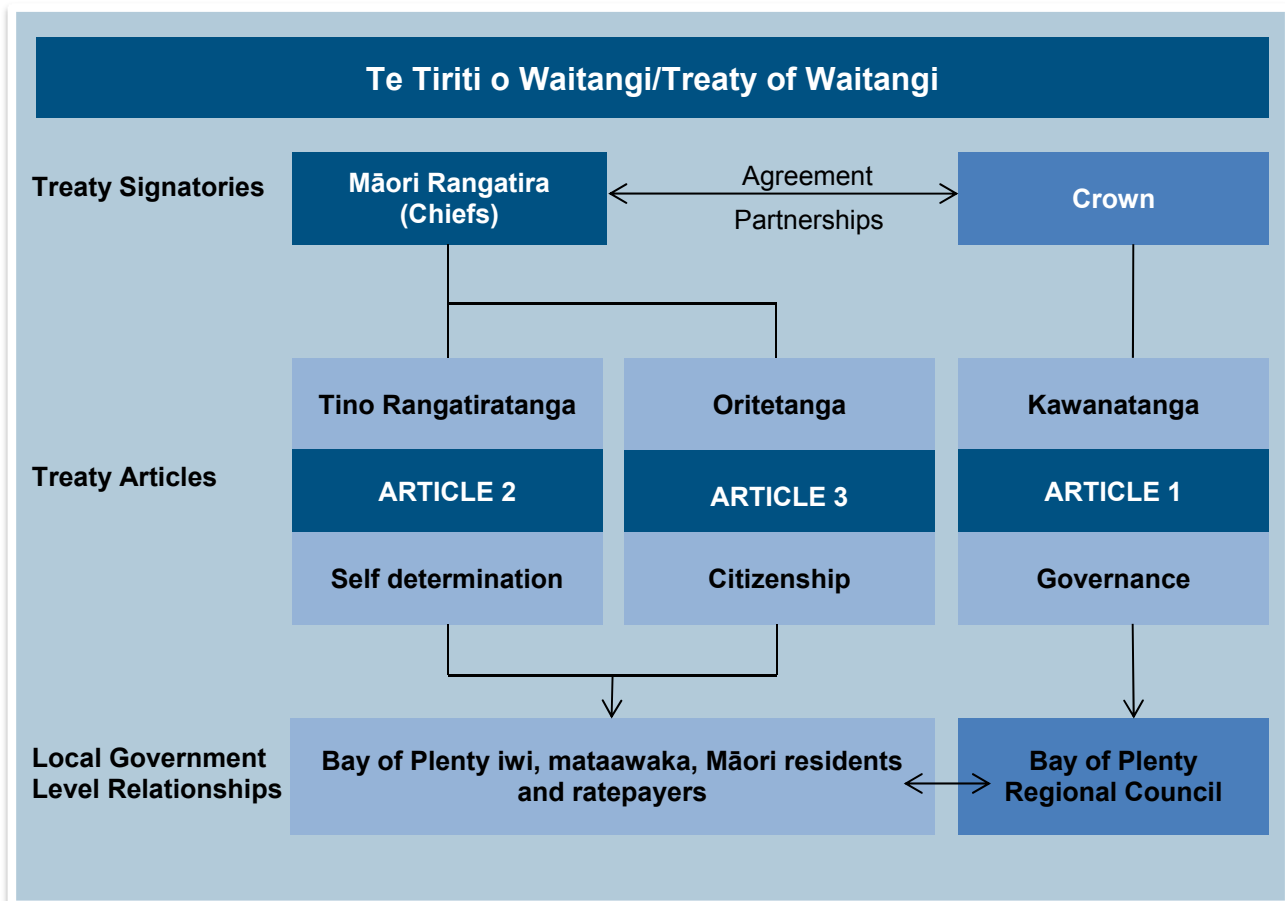 Te Tiriti o Waitangi/Treaty of Waitangi
Treaty Signatories
Māori Rangatira
(Chiefs)
Agreement
Partnerships
Crown
Tino Rangatiratanga
Oritetanga
Kawanatanga
Treaty Articles
ARTICLE 2
ARTICLE 3
ARTICLE 1
Self determination
Citizenship
Governance
Local Government
Level Relationships
Bay of Plenty iwi, mataawaka, Māori residents
and ratepayers
Bay of Plenty
Regional Council